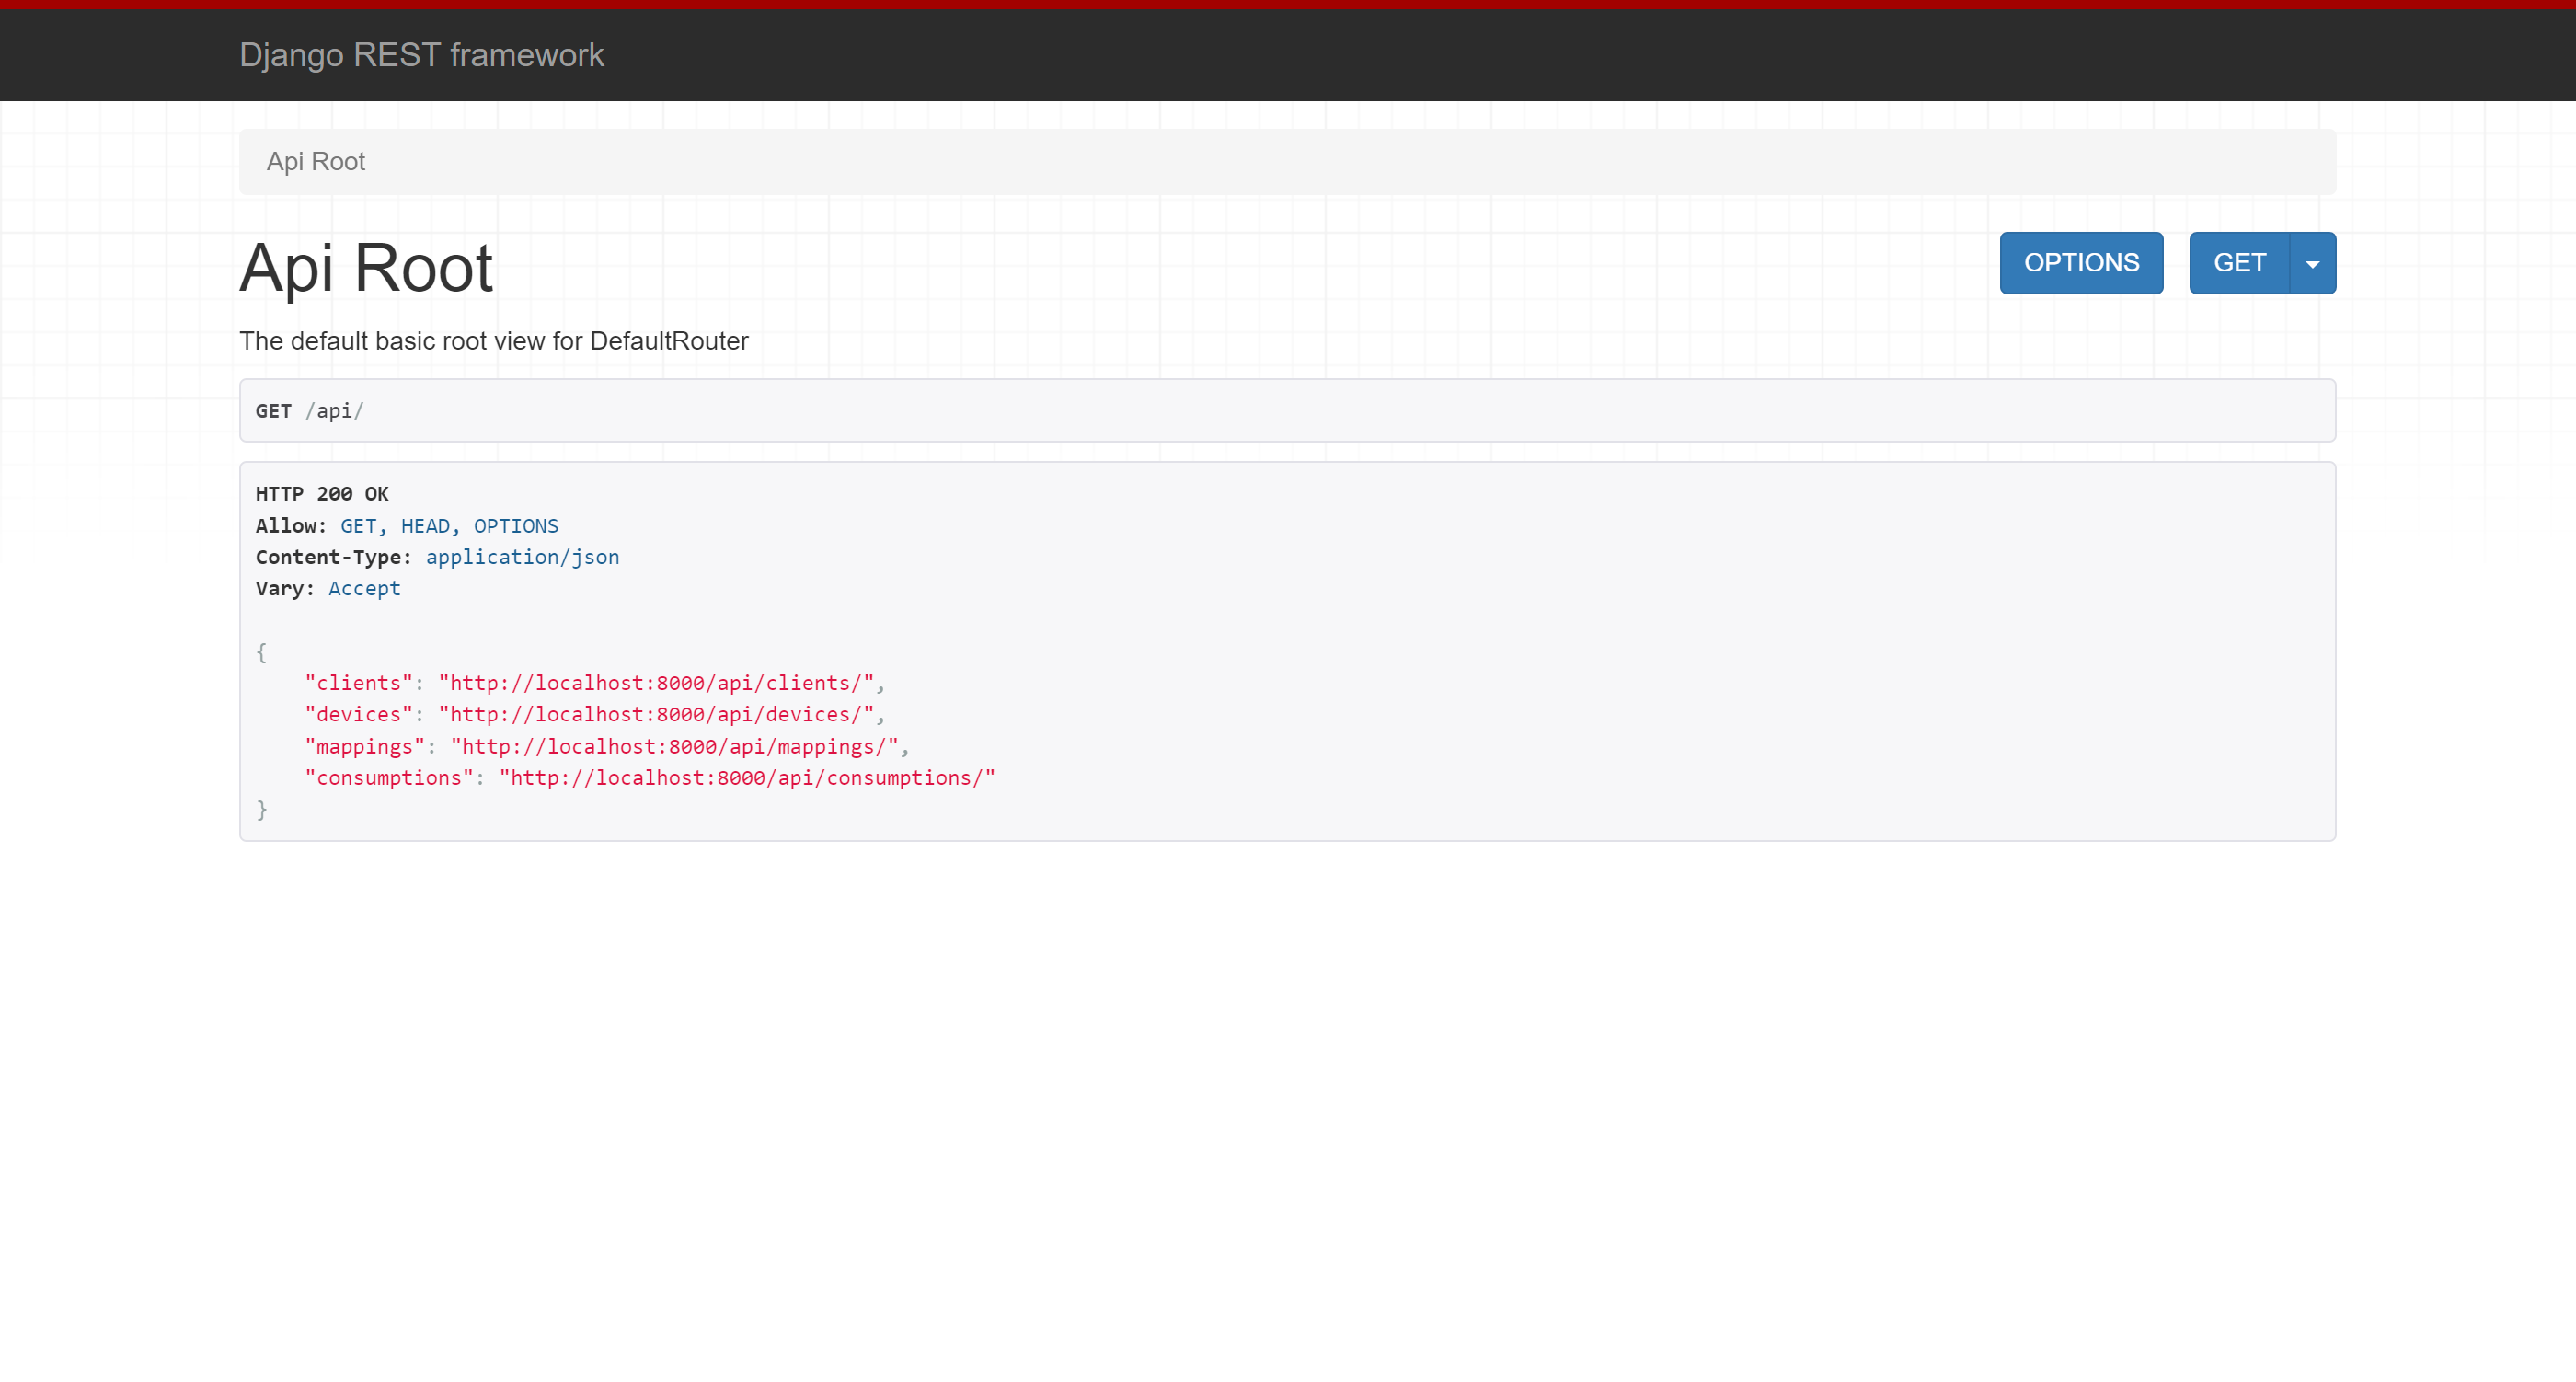 Django REST framework
Api Root
Api Root
OPTIONS
GET
The default basic root view for DefaultRouter
GET /api/
HTTP 200 OK
Allow: GET, HEAD, OPTIONS
Content-Type: application/json
Vary: Accept
{
    "clients": "http://localhost:8000/api/clients/",
    "devices": "http://localhost:8000/api/devices/",
    "mappings": "http://localhost:8000/api/mappings/",
    "consumptions": "http://localhost:8000/api/consumptions/"
}